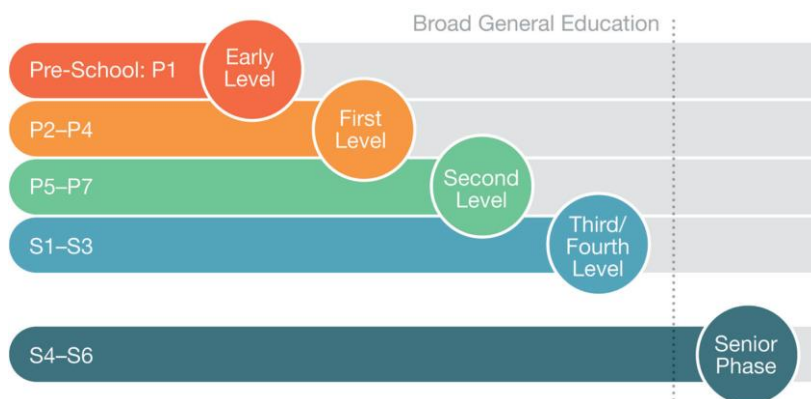 Broad General Education
Pre-School: P1
Early
Level
P2–P4
First
Level
P5–P7
Second
Level
S1–S3
Third/
Fourth
Level
S4–S6
Senior
Phase